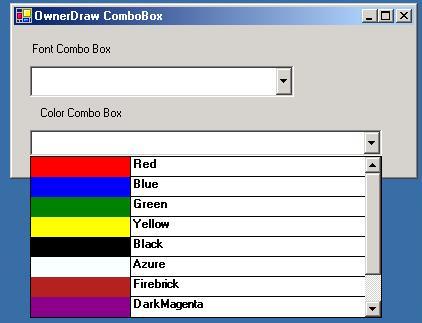 OwnerDraw ComboBox
Font Combo Box
Color Combo Box
Red
Blue
Green
Yellow
Black
Azure
Firebrick
DarkMagenta